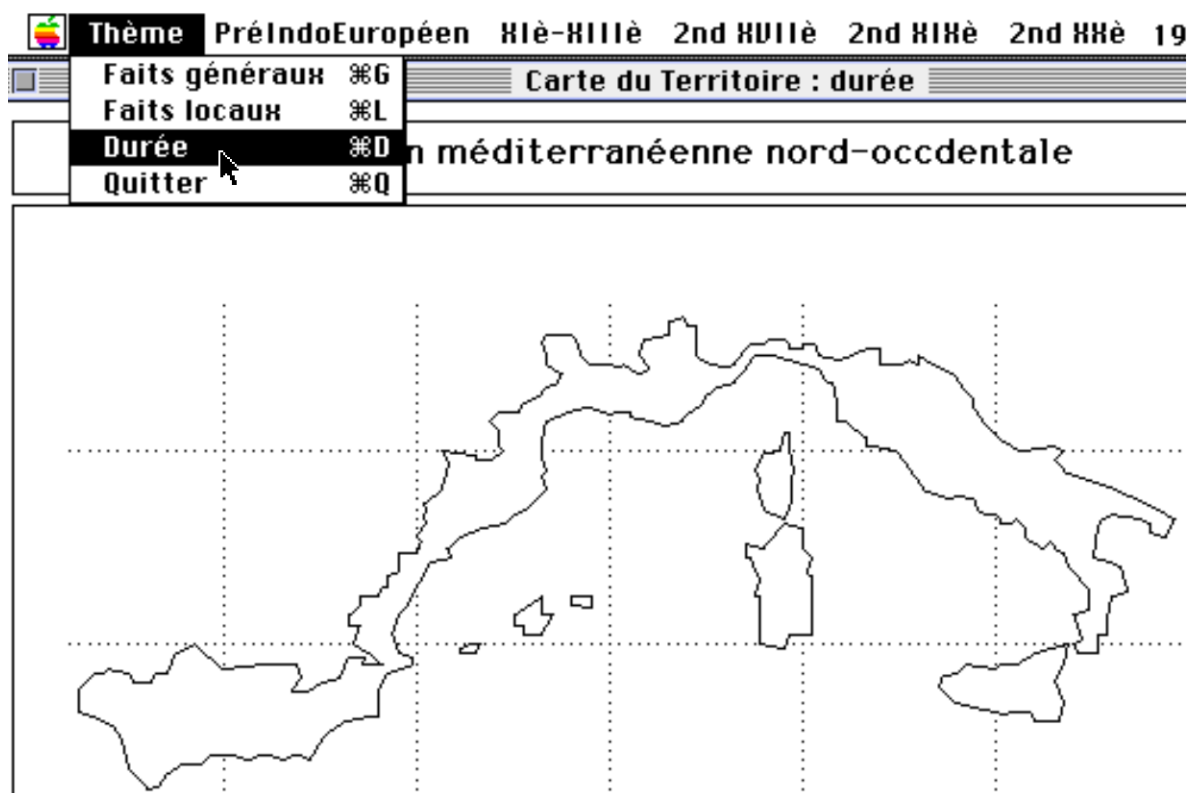 Thème PréIndoEuropéen XIè-XIIIè 2nd XVIIè 2nd XIXè 2nd XXè 19
Carte du Territoire : durée
Faits généraux ⌘G
Faits locaux ⌘L
Durée ⌘D
Quitter ⌘Q
n méditerranéenne nord-occdentale